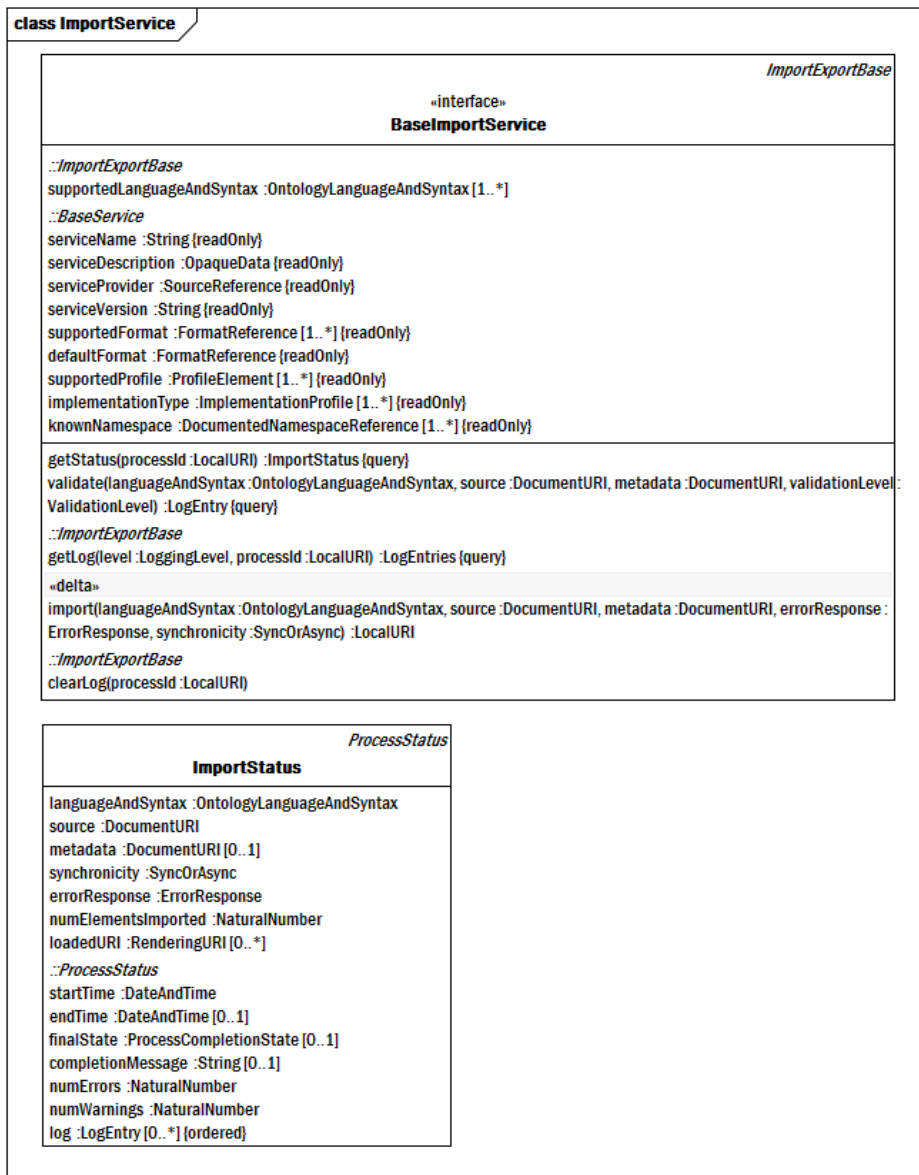 class ImportService
ImportExportBase
«interface»
BaseImportService
::ImportExportBase
supportedLanguageAndSyntax :OntologyLanguageAndSyntax [1..*]
::BaseService
serviceName :String {readOnly}
serviceDescription :OpaqueData {readOnly}
serviceProvider :SourceReference {readOnly}
serviceVersion :String {readOnly}
supportedFormat :FormatReference [1..*] {readOnly}
defaultFormat :FormatReference {readOnly}
supportedProfile :ProfileElement [1..*] {readOnly}
implementationType :ImplementationProfile [1..*] {readOnly}
knownNamespace :DocumentedNamespaceReference [1..*] {readOnly}
getStatus(processId :LocalURI) :ImportStatus {query}
validate(languageAndSyntax :OntologyLanguageAndSyntax, source :DocumentURI, metadata :DocumentURI, validationLevel :
ValidationLevel) :LogEntry {query}
::ImportExportBase
getLog(level :LoggingLevel, processId :LocalURI) :LogEntries {query}
«delta»
import(languageAndSyntax :OntologyLanguageAndSyntax, source :DocumentURI, metadata :DocumentURI, errorResponse :
ErrorResponse, synchronicity :SyncOrAsync) :LocalURI
::ImportExportBase
clearLog(processId :LocalURI)
ProcessStatus
ImportStatus
languageAndSyntax :OntologyLanguageAndSyntax
source :DocumentURI
metadata :DocumentURI [0..1]
synchronicity :SyncOrAsync
errorResponse :ErrorResponse
numElementsImported :NaturalNumber
loadedURI :RenderingURI [0..*]
::ProcessStatus
startTime :DateAndTime
endTime :DateAndTime [0..1]
finalState :ProcessCompletionState [0..1]
completionMessage :String [0..1]
numErrors :NaturalNumber
numWarnings :NaturalNumber
log :LogEntry [0..*] {ordered}